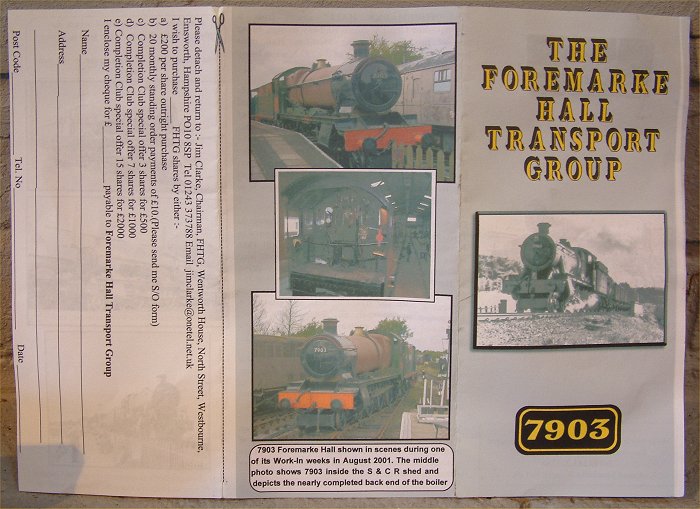 THE
FOREMARKE
HALL
TRANSPORT
GROUP
7903
7903
7903 Foremarke Hall shown in scenes during one
of its Work-In weeks in August 2001. The middle
photo shows 7903 inside the S & C R shed and
depicts the nearly completed back end of the boiler
Please detach and return to :- Jim Clarke, Chairman, FHTG, Wentworth House, North Street, Westbourne,
Emsworth, Hampshire PO10 8SP Tel 01243 373788 Email jimclarke@onetel.net.uk
I wish to purchase ______ FHTG shares by either :-
a) £200 per share outright purchase
b) 20 monthly standing order payments of £10,(Please send me S/O form)
c) Completion Club special offer 3 shares for £500
d) Completion Club special offer 7 shares for £1000
e) Completion Club special offer 15 shares for £2000
I enclose my cheque for £ payable to Foremarke Hall Transport Group
Name
Address
Post Code Tel. No Date